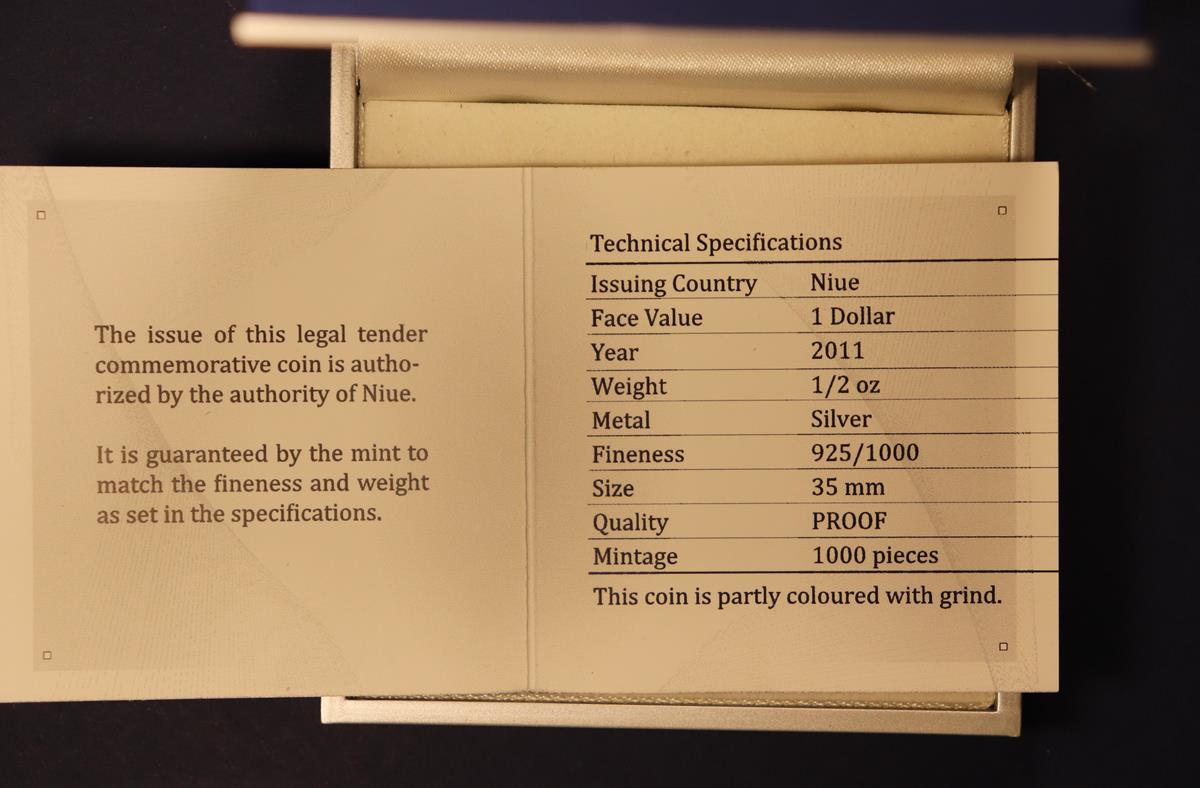 The issue of this legal tender
commemorative coin is autho-
rized by the authority of Niue.
It is guaranteed by the mint to
match the fineness and weight
as set in the specifications.
Technical Specifications
Issuing Country Niue
Face Value 1 Dollar
Year 2011
Weight 1/2 oz
Metal Silver
Fineness 925/1000
Size 35 mm
Quality PROOF
Mintage 1000 pieces
This coin is partly coloured with grind.